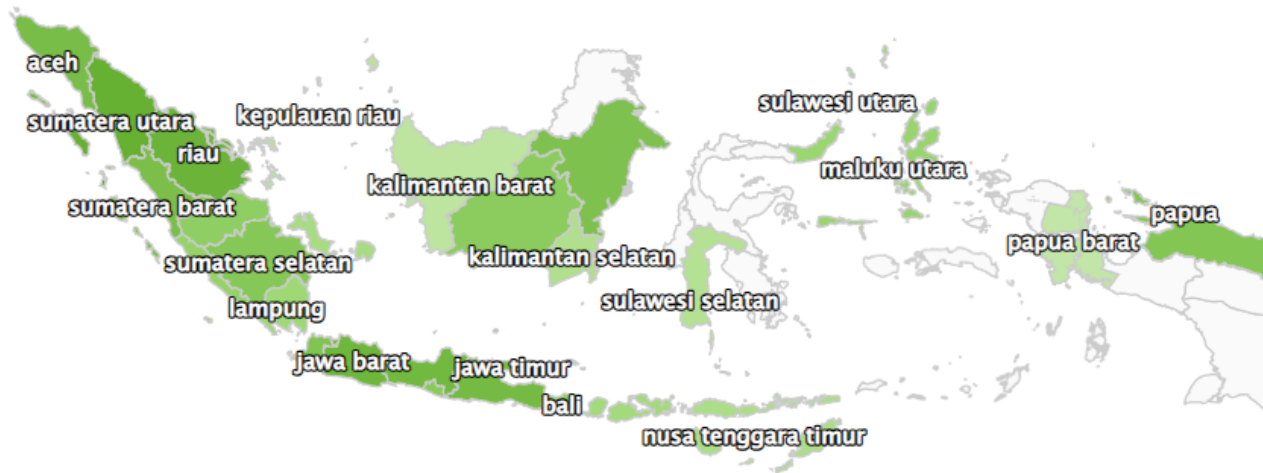 aceh
sumatera utara
riau
kepulauan riau
sumatera barat
sumatera selatan
lampung
jawa barat
jawa timur
bali
kalimantan barat
kalimantan selatan
sulawesi utara
maluku utara
sulawesi selatan
nusa tenggara timur
papua barat
papua